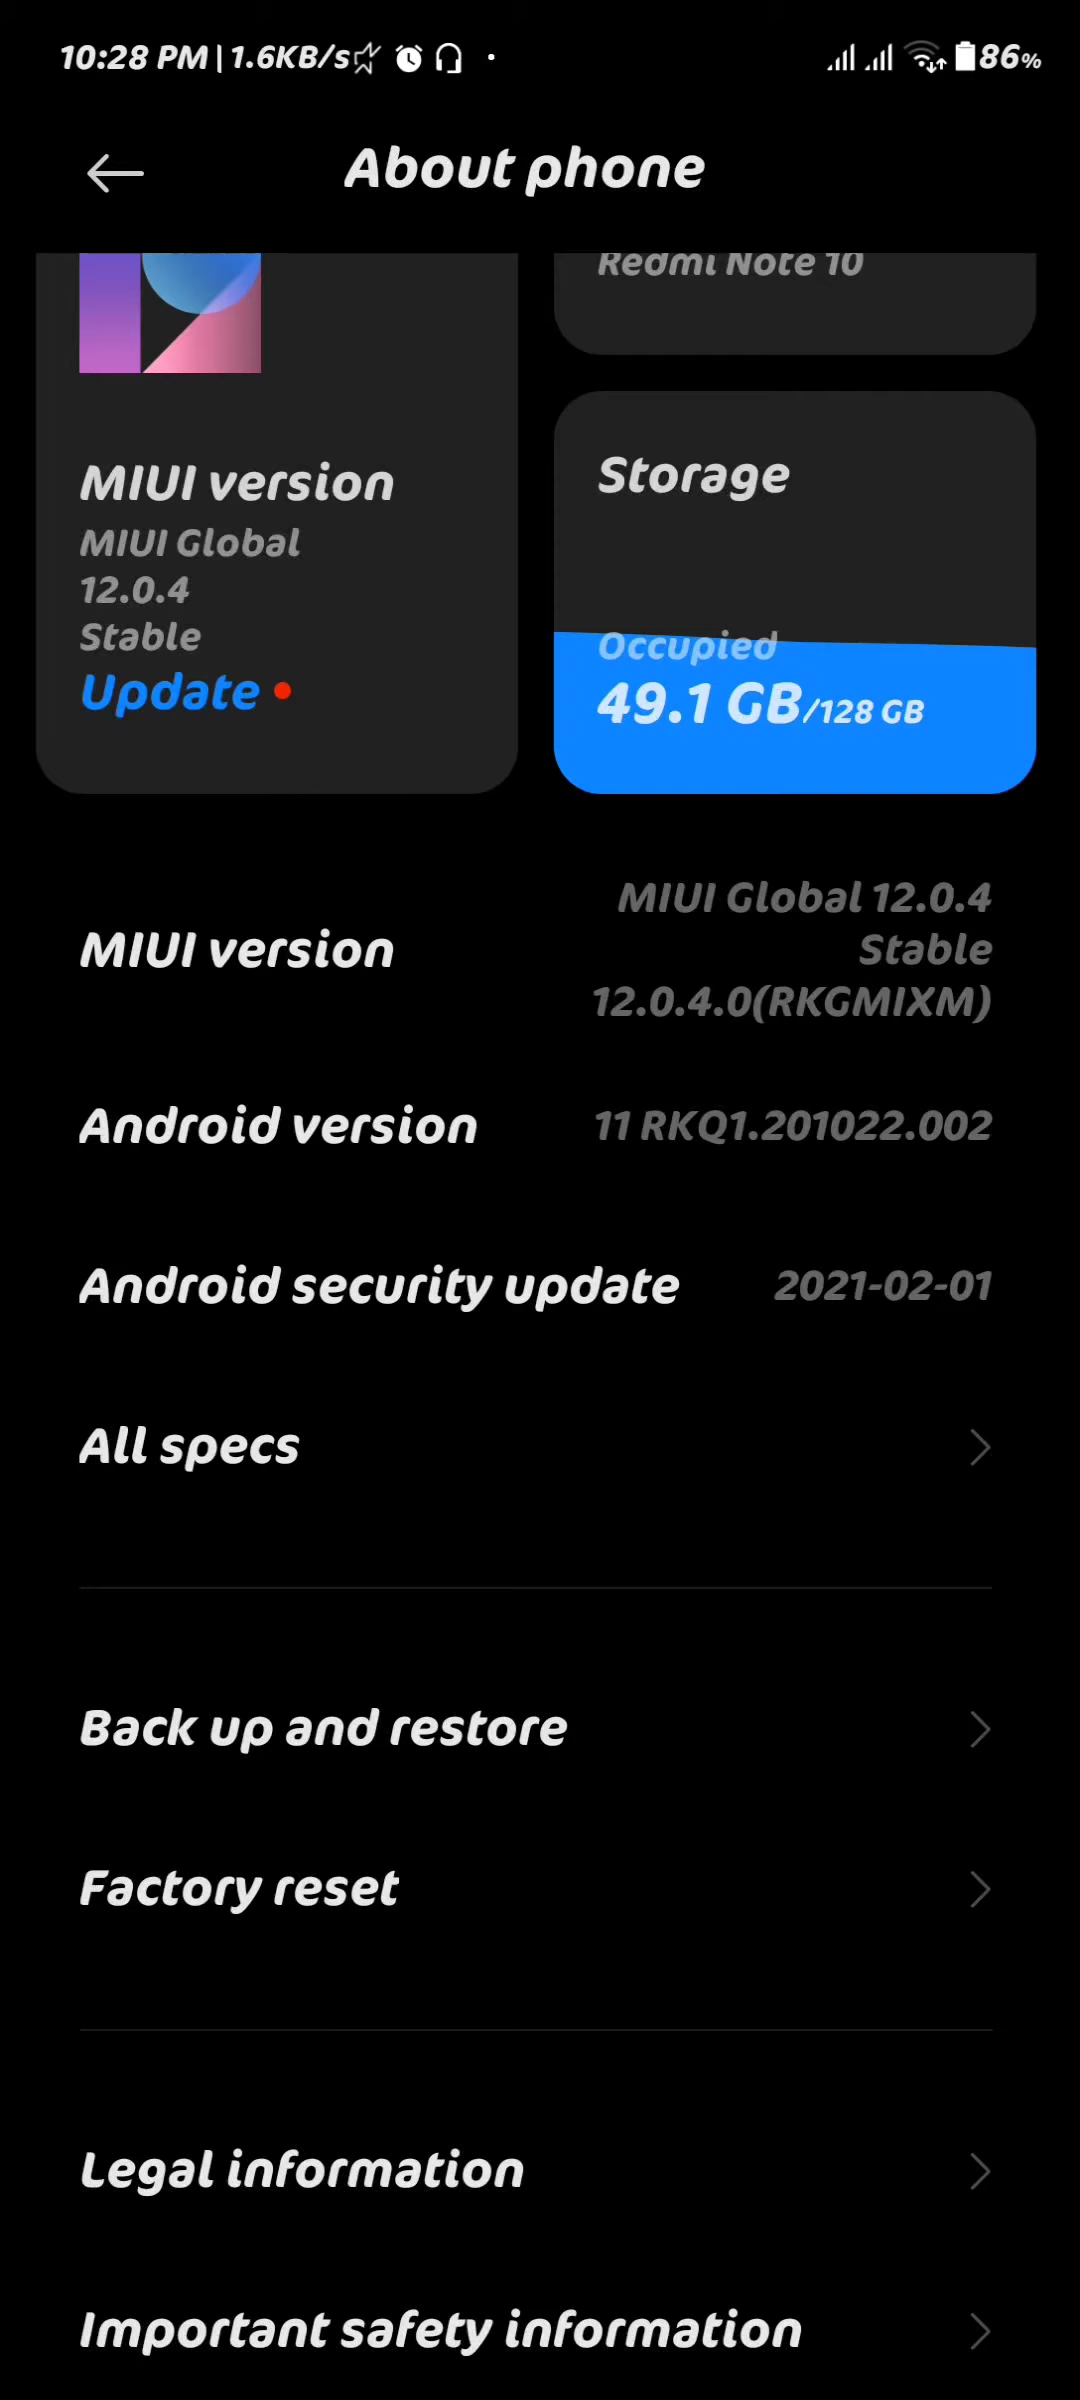 10:28 PM | 1.6KB/s
86%
About phone
Redmi Note 10
MIUI version
MIUI Global
12.0.4
Stable
Update
Storage
Occupied
49.1 GB/128 GB
MIUI version
MIUI Global 12.0.4
Stable
12.0.4.0(RKGMIXM)
Android version
11 RKQ1.201022.002
Android security update
2021-02-01
All specs
Back up and restore
Factory reset
Legal information
Important safety information